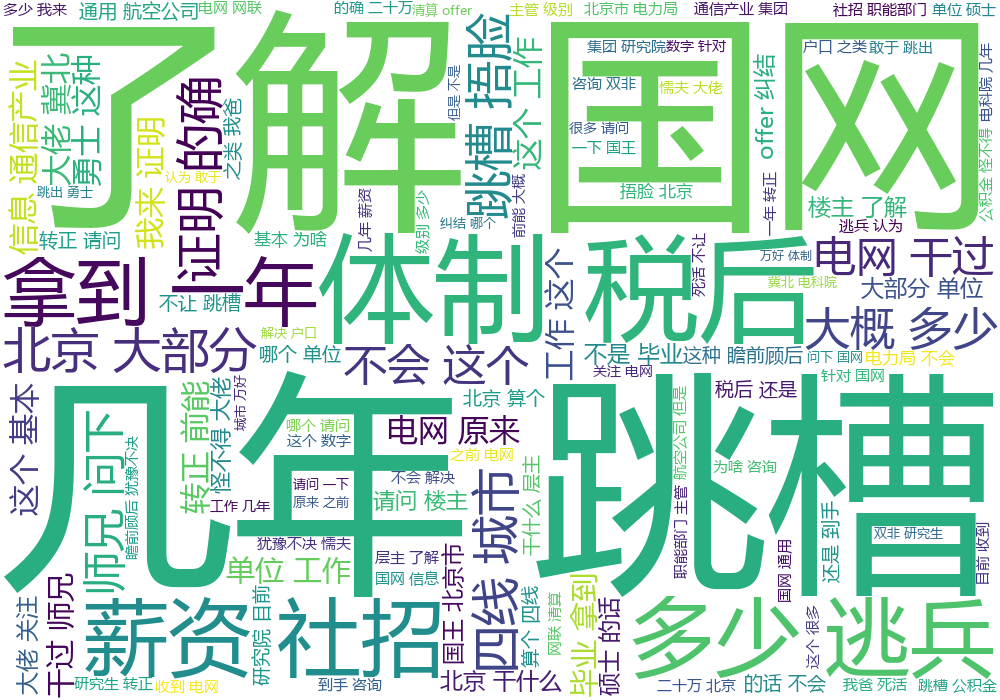 多少 我来
通用 航空公司
电网 网联
的确 二十万
清算 offer
主管 级别
北京市 电力局
通信产业 集团
社招 职能部门
单位 硕士
了解
国网
信息 通信产业
大佬 冀北
勇士 这种
我来 证明
证明 的确
之类 我爸
跳槽 捂脸
这个 工作
但是 不是
集团 研究院
数字 针对
咨询 双非
懦夫 大佬
很多 请问
一下 国王
捂脸 北京
offer 纠结
户口 之类
敢于 跳出
电科院 几年
公积金 怪不得
跳出 勇士
认为 敢于
转正 请问
基本 为啥
几年 薪资
级别 多少
纠结 哪个
前能 大概
一年 转正
楼主 了解
逃兵 认为
拿到 一年
体制 税后
死活 不让
万好 体制
电网 干过
冀北 电科院
大部分 单位
不让 跳槽
工作 这个
北京 大部分
解决 户口
哪个 单位
不会 这个
不是 毕业
这种 瞻前顾后
大概 多少
问下 国网
电力局 不会
关注 电网
针对 国网
几年 跳槽
这个 基本
师兄 问下
瞻前顾后 犹豫不决
转正 前能
怪不得 大佬
城市 万好
北京 算个
税后 还是
哪个 请问
这个 数字
电网 原来
之前 电网
不会 解决
请问 一下
原来 之前
请问 楼主
工作 几年
四线 城市
干什么 层主
航空公司 但是
为啥 咨询
职能部门 主管
国网 通用
还是 到手
双非 研究生
目前 收到
犹豫不决 懦夫
单位 工作
层主 了解
国网 信息
大佬 关注
干过 师兄
薪资 社招
研究院 目前
国王 北京市
算个 四线
网联 清算
毕业 拿到
硕士 的话
多少 逃兵
这个 很多
研究生 转正
收到 电网
到手 咨询
北京 干什么
二十万 北京
的话 不会
我爸 死活
跳槽 公积金